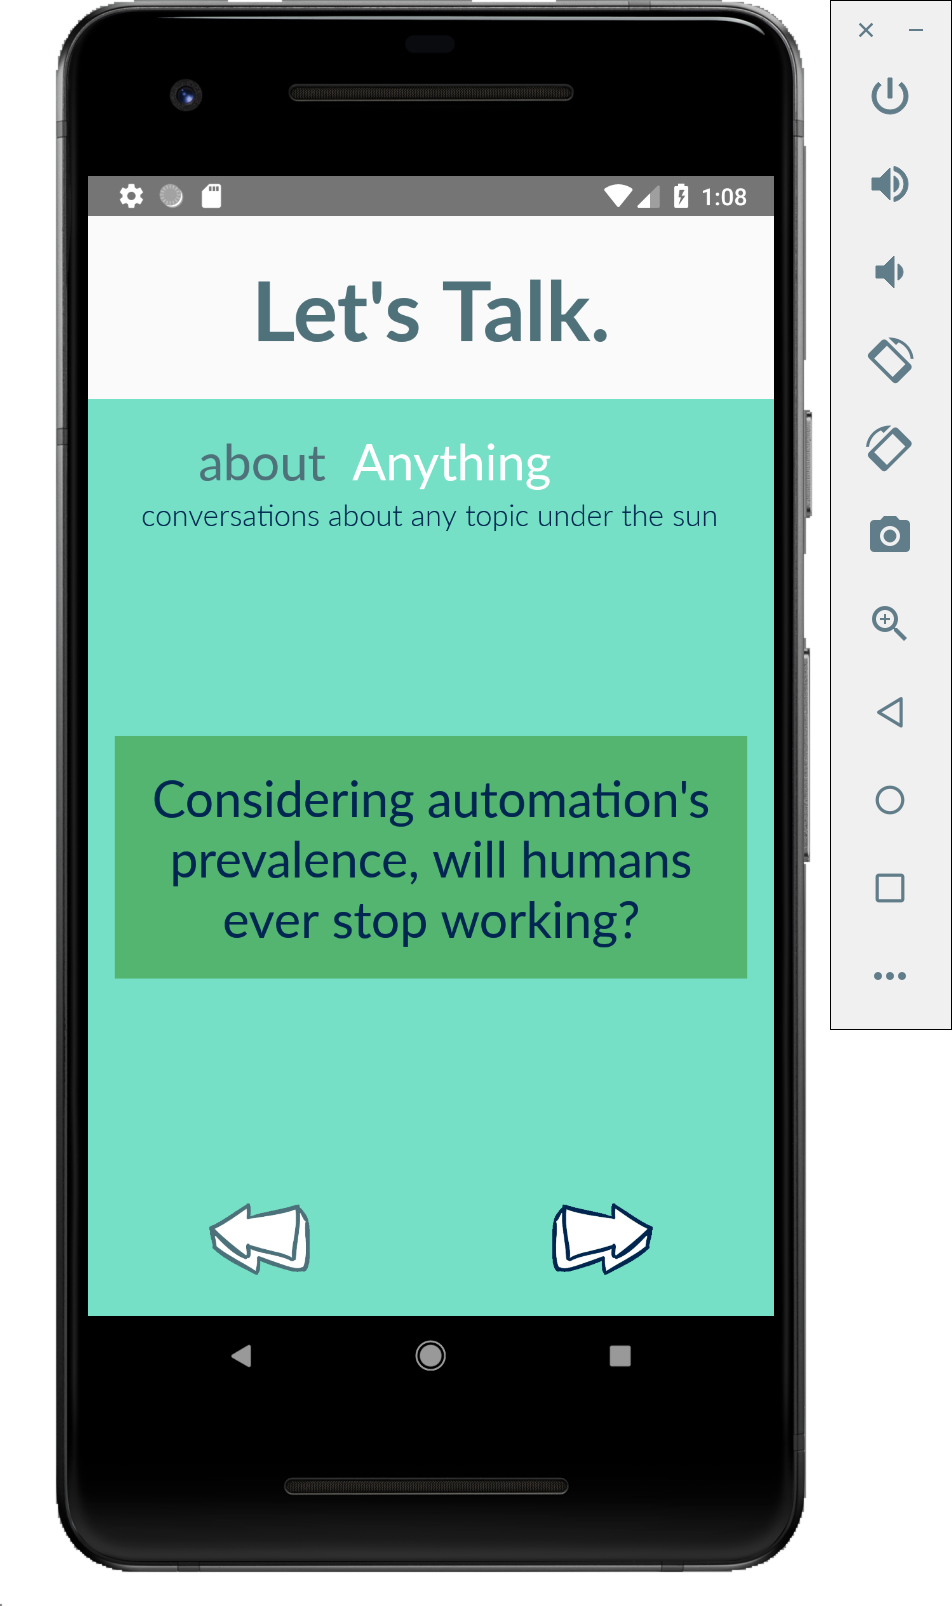 1:08
Let's Talk.
about Anything
conversations about any topic under the sun
Considering automation's
prevalence, will humans
ever stop working?